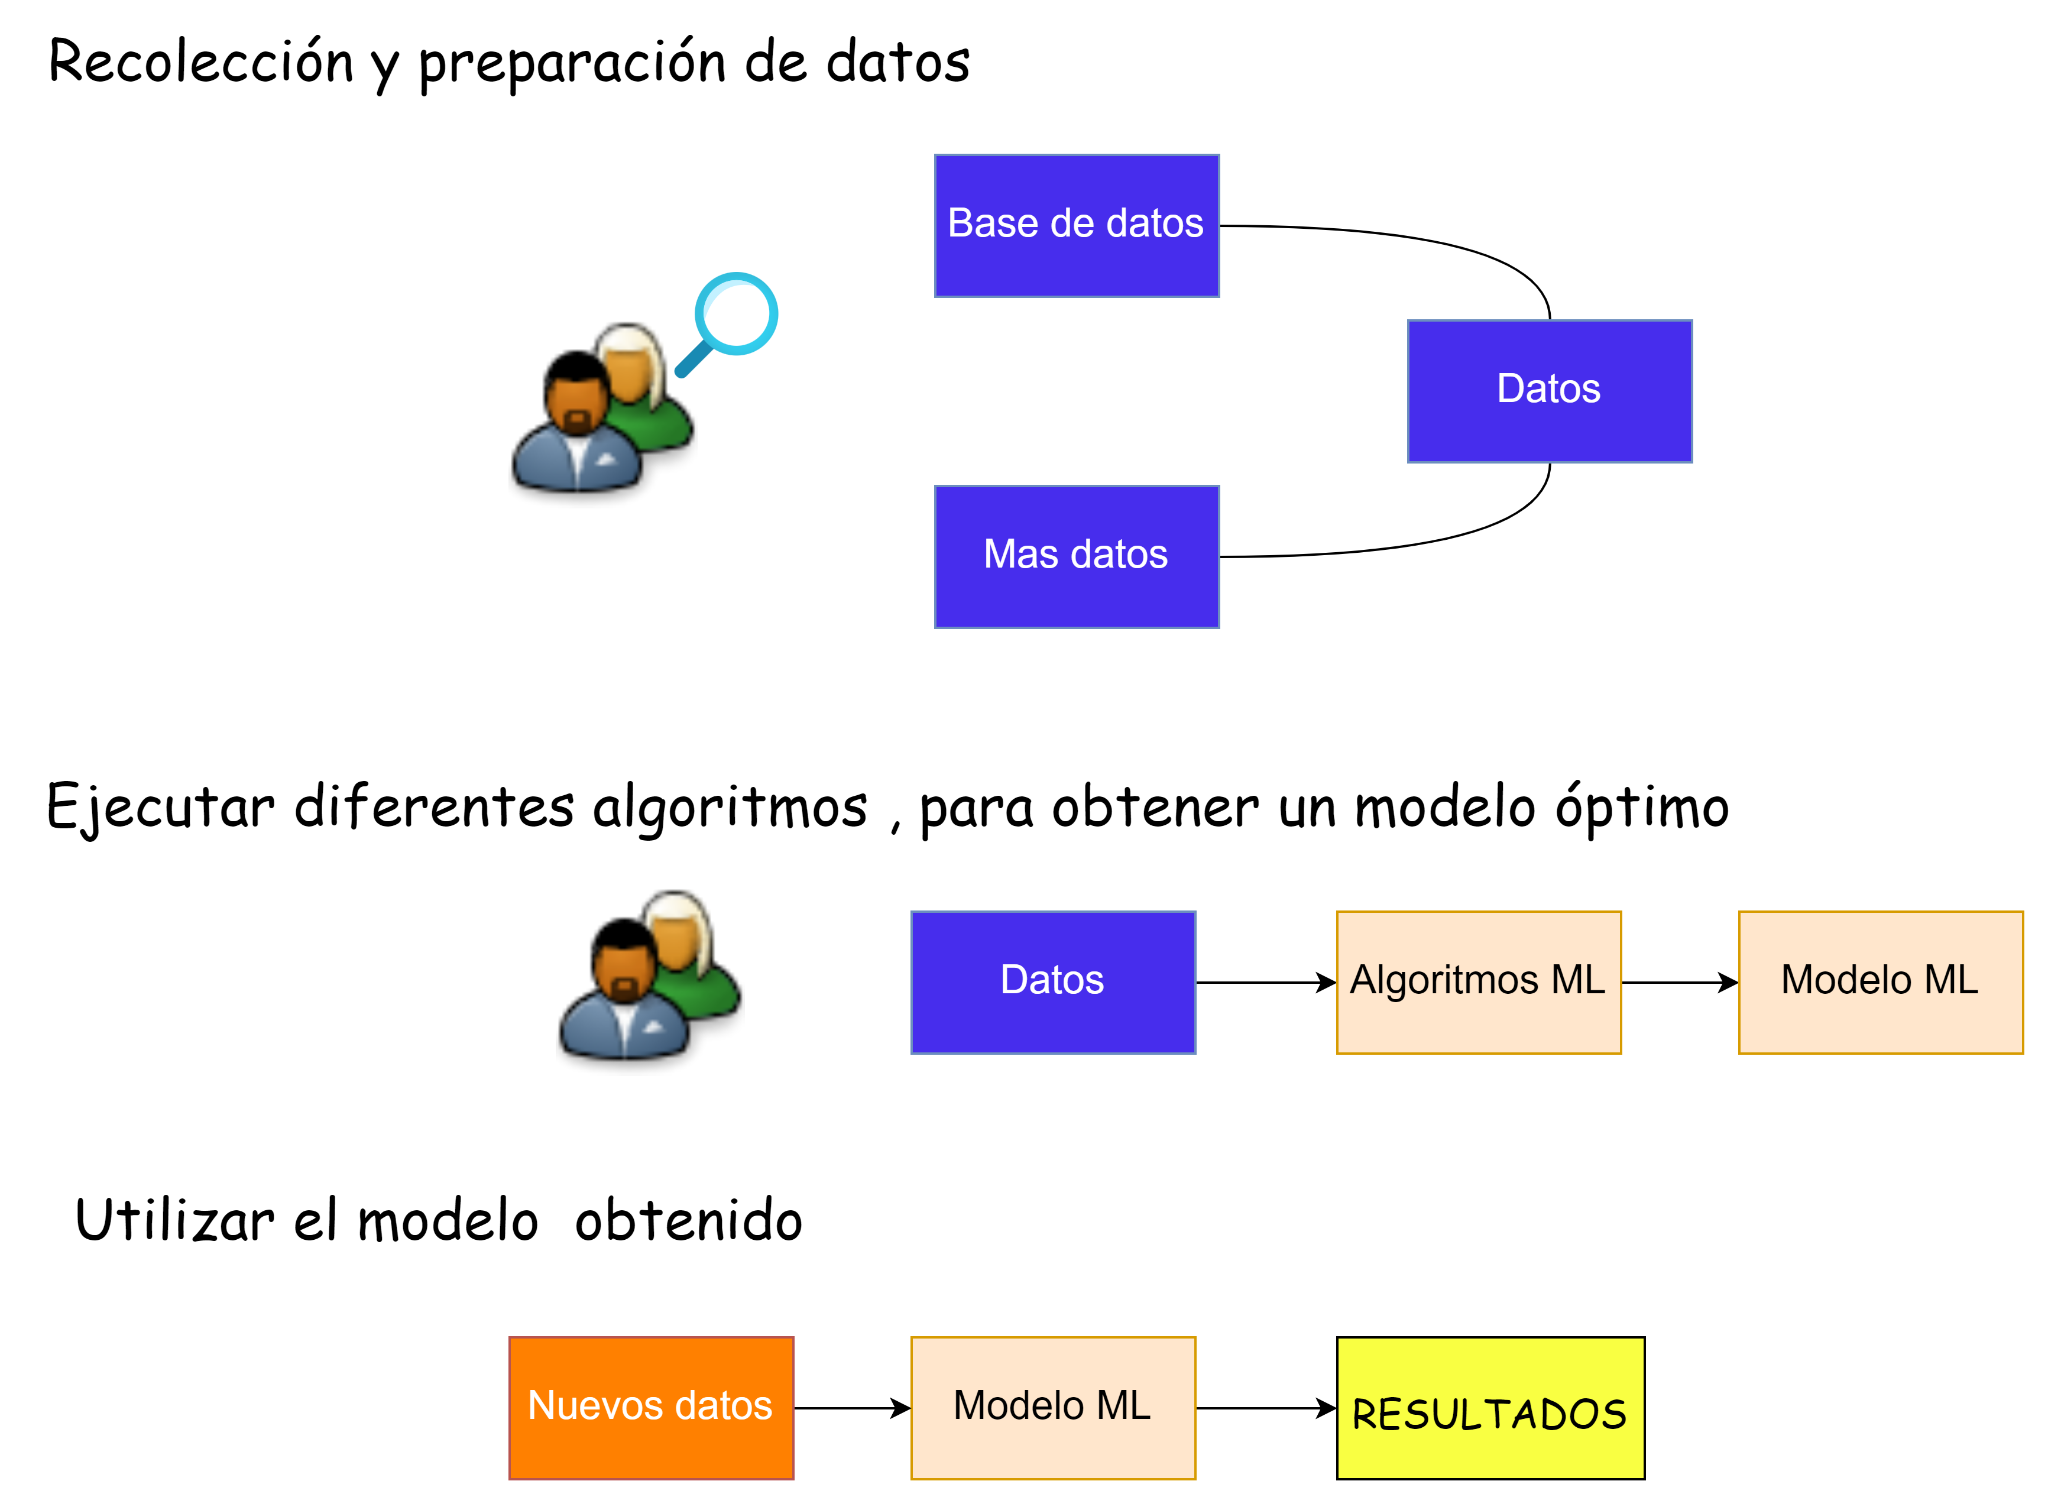 Recolección y preparación de datos
Base de datos
Datos
Mas datos
Ejecutar diferentes algoritmos , para obtener un modelo óptimo
Datos
Algoritmos ML
Modelo ML
Utilizar el modelo  obtenido
Nuevos datos
Modelo ML
RESULTADOS